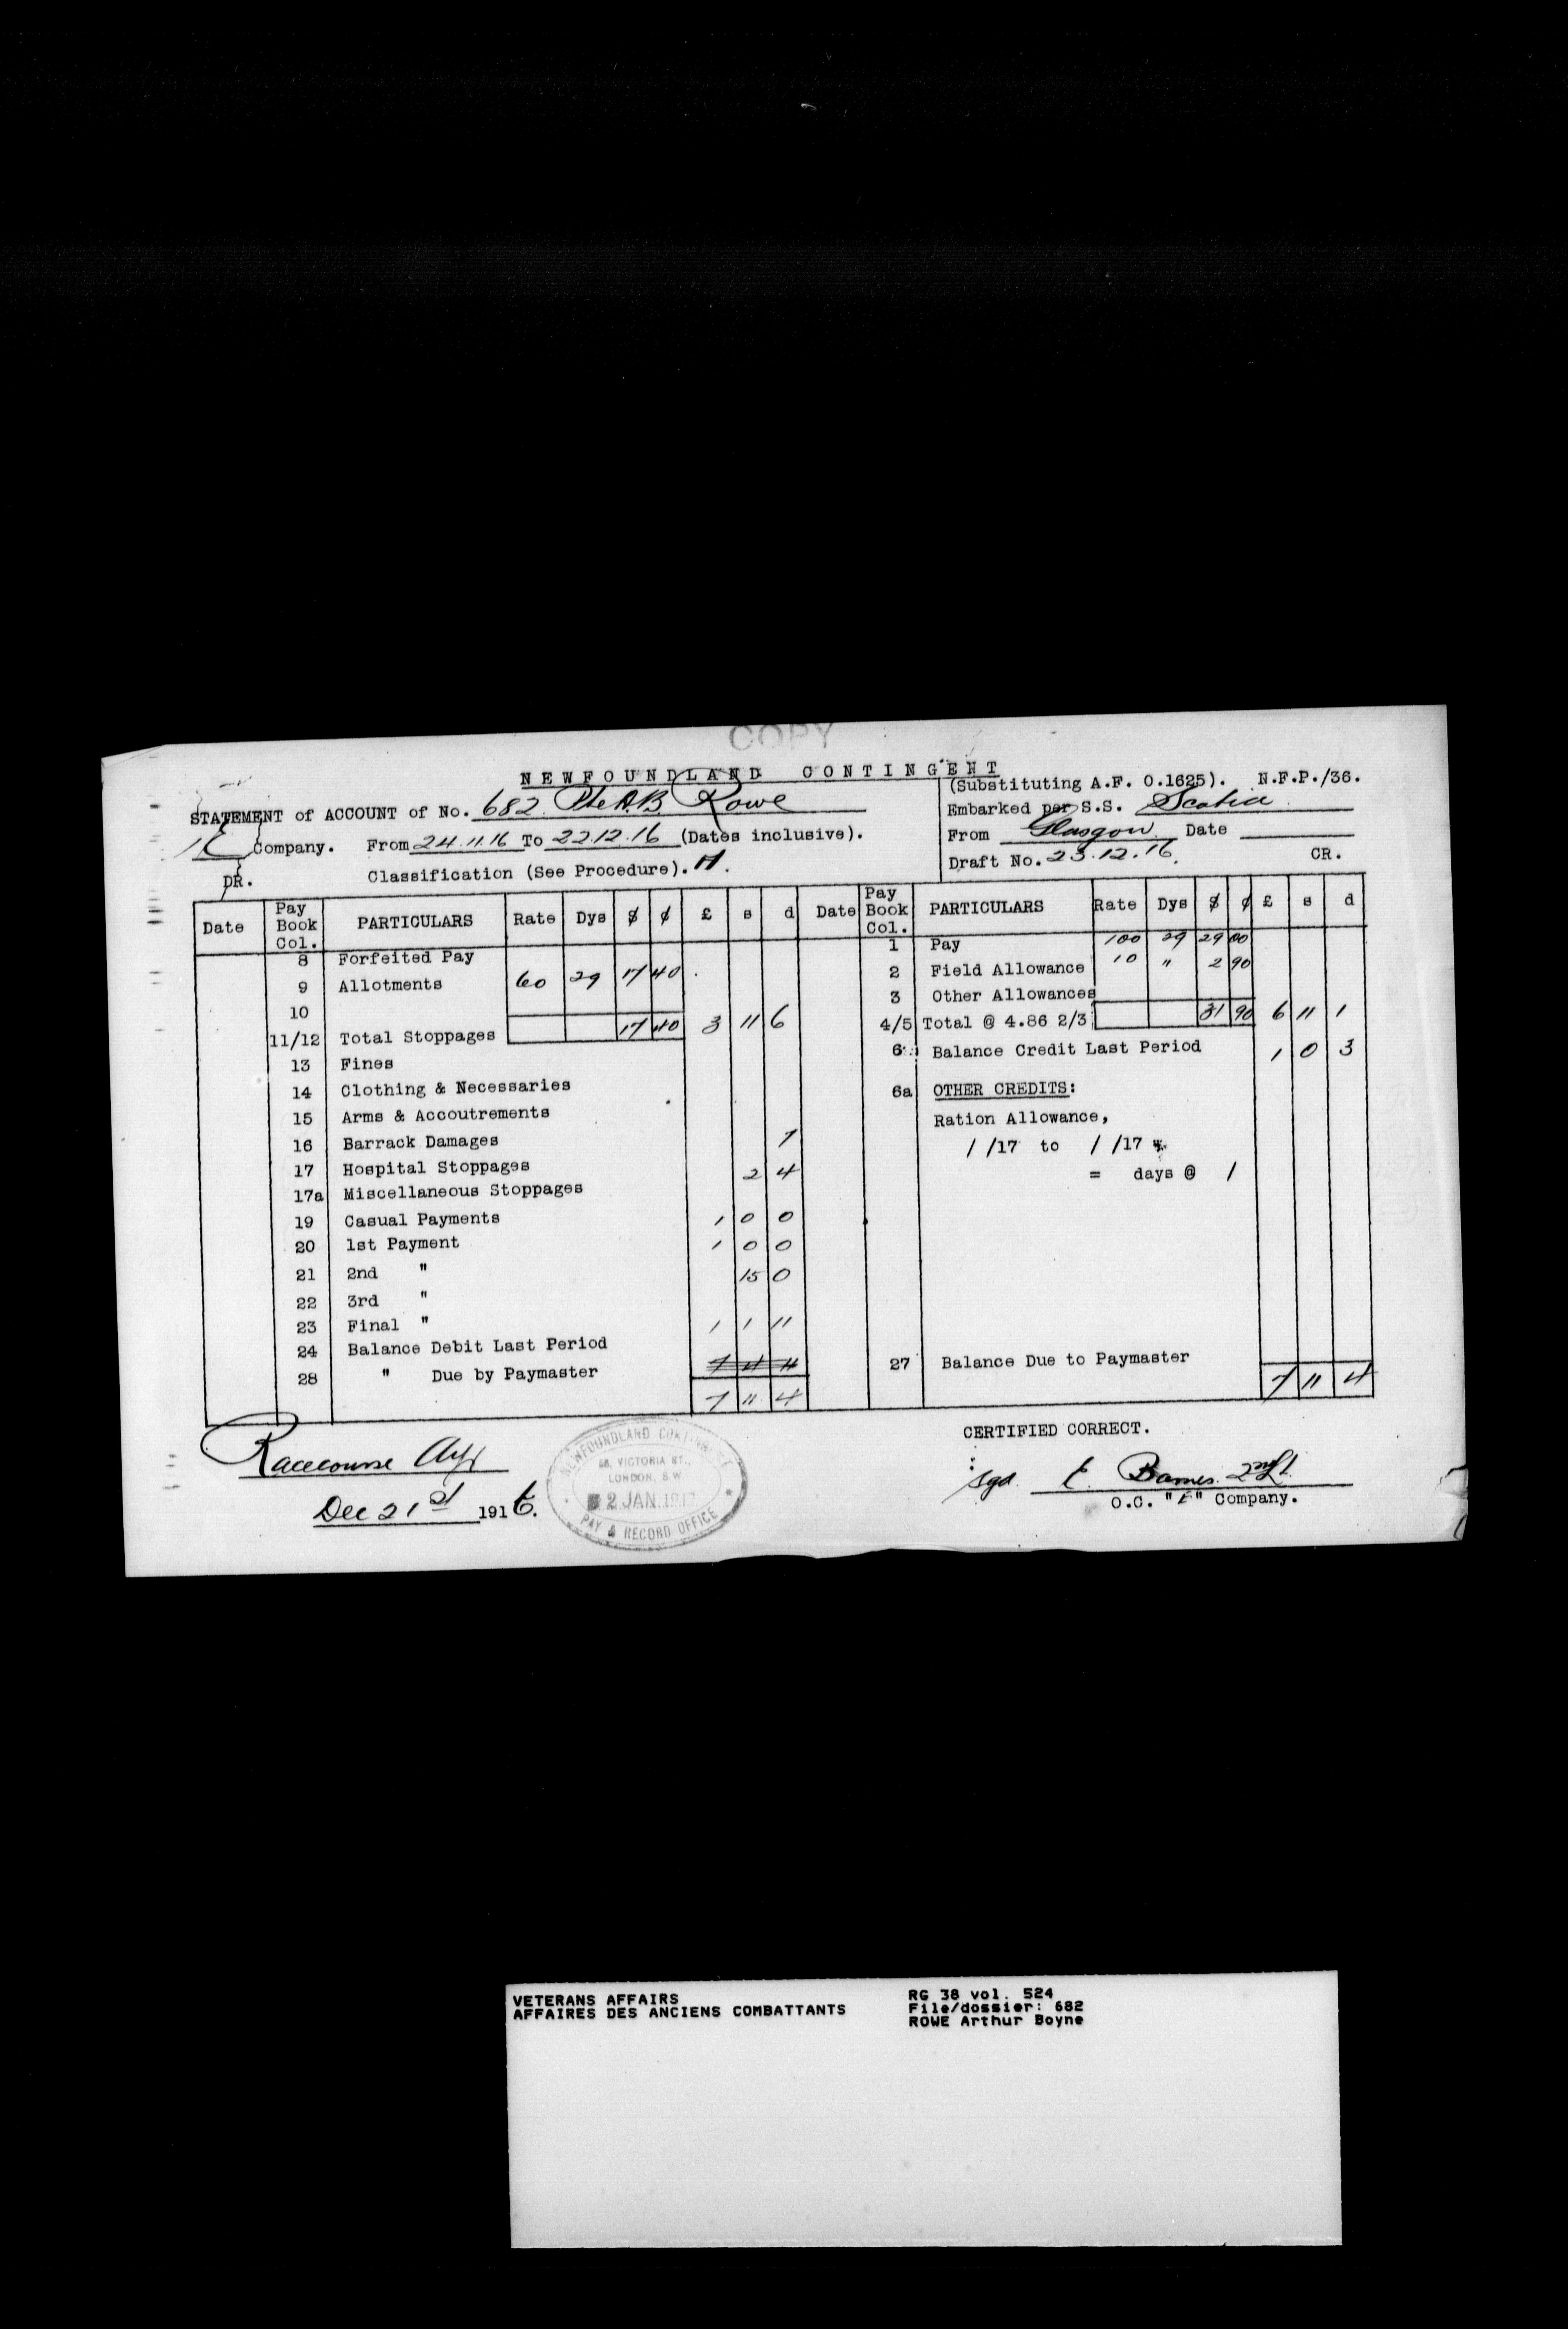 COPY
NEWFOUNDLAND CONTINGENT
(Substituting A.F. O.1625). N.F.P./36.
STATEMENT of ACCOUNT of No. 682 Pte A.B. Rowe
Embarked per S.S. Scotia
E Company. From 24.11.16 To 22.12.16 (Dates inclusive).
From Glasgow Date
DR. Classification (See Procedure). A.
Draft No. 23.12.16. CR.
Date Pay Book Col. PARTICULARS Rate Dys $ ¢ £ s d Date Pay Book Col. PARTICULARS Rate Dys $ ¢ £ s d
8 Forfeited Pay 1 Pay 100 29 29 00
9 Allotments 60 29 17 40 2 Field Allowance 10 " 2 90
10 3 Other Allowances
11/12 Total Stoppages 17 40 3 11 6 4/5 Total @ 4.86 2/3 31 90 6 11 1
13 Fines 6 Balance Credit Last Period 1 0 3
14 Clothing & Necessaries 6a OTHER CREDITS:
15 Arms & Accoutrements Ration Allowance,
16 Barrack Damages 7 / /17 to / /17
17 Hospital Stoppages 2 4 = days @ /
17a Miscellaneous Stoppages
19 Casual Payments 1 0 0
20 1st Payment 1 0 0
21 2nd " 15 0
22 3rd "
23 Final " 1 1 11
24 Balance Debit Last Period
28 " Due by Paymaster 27 Balance Due to Paymaster
7 11 4 7 11 4
CERTIFIED CORRECT.
Racecourse Ayr
sgd. E. Barnes 2nd Lt.
Dec 21st 1916.
O.C. "E" Company.
NEWFOUNDLAND CONTINGENT
58, VICTORIA ST.,
LONDON, S.W.
2 JAN. 1917
PAY & RECORD OFFICE
VETERANS AFFAIRS RG 38 vol. 524
AFFAIRES DES ANCIENS COMBATTANTS File/dossier: 682
ROWE Arthur Boyne